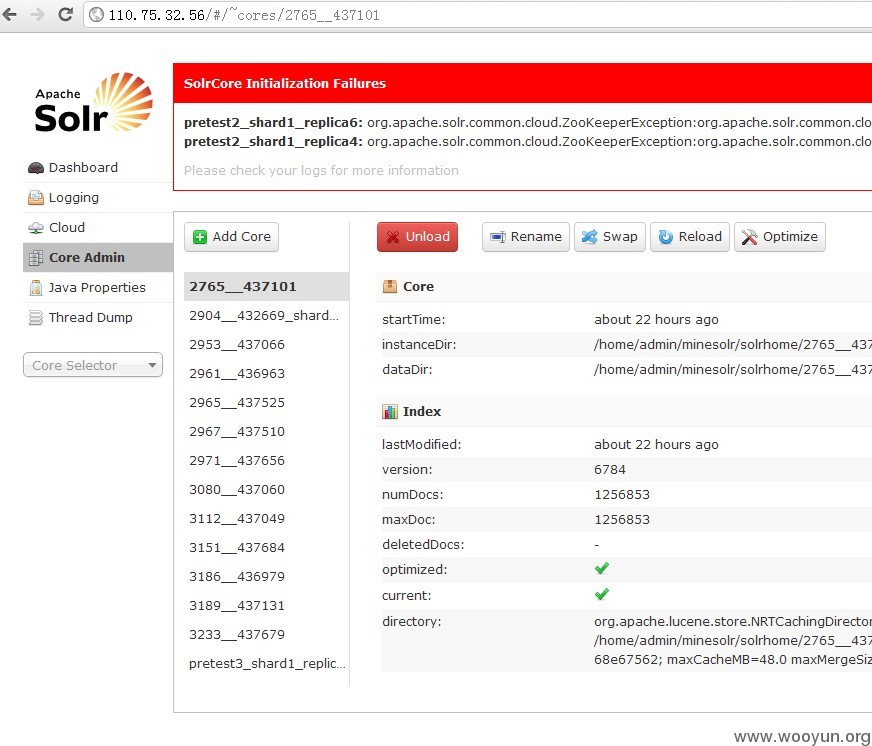 110.75.32.56/#/~cores/2765__437101
Apache
Solr
SolrCore Initialization Failures
pretest2_shard1_replica6: org.apache.solr.common.cloud.ZooKeeperException:org.apache.solr.common.clo
pretest2_shard1_replica4: org.apache.solr.common.cloud.ZooKeeperException:org.apache.solr.common.clo
Please check your logs for more information
Dashboard
Logging
Cloud
Core Admin
Java Properties
Thread Dump
Core Selector
Add Core
Unload
Rename
Swap
Reload
Optimize
2765__437101
2904__432669_shard...
2953__437066
2961__436963
2965__437525
2967__437510
2971__437656
3080__437060
3112__437049
3151__437684
3186__436979
3189__437131
3233__437679
pretest3_shard1_replic...
Core
startTime: about 22 hours ago
instanceDir: /home/admin/minesolr/solrhome/2765__437
dataDir: /home/admin/minesolr/solrhome/2765__437
Index
lastModified: about 22 hours ago
version: 6784
numDocs: 1256853
maxDoc: 1256853
deletedDocs: -
optimized:
current:
directory: org.apache.lucene.store.NRTCachingDirector
/home/admin/minesolr/solrhome/2765__437
68e67562; maxCacheMB=48.0 maxMergeSiz
www.wooyun.org